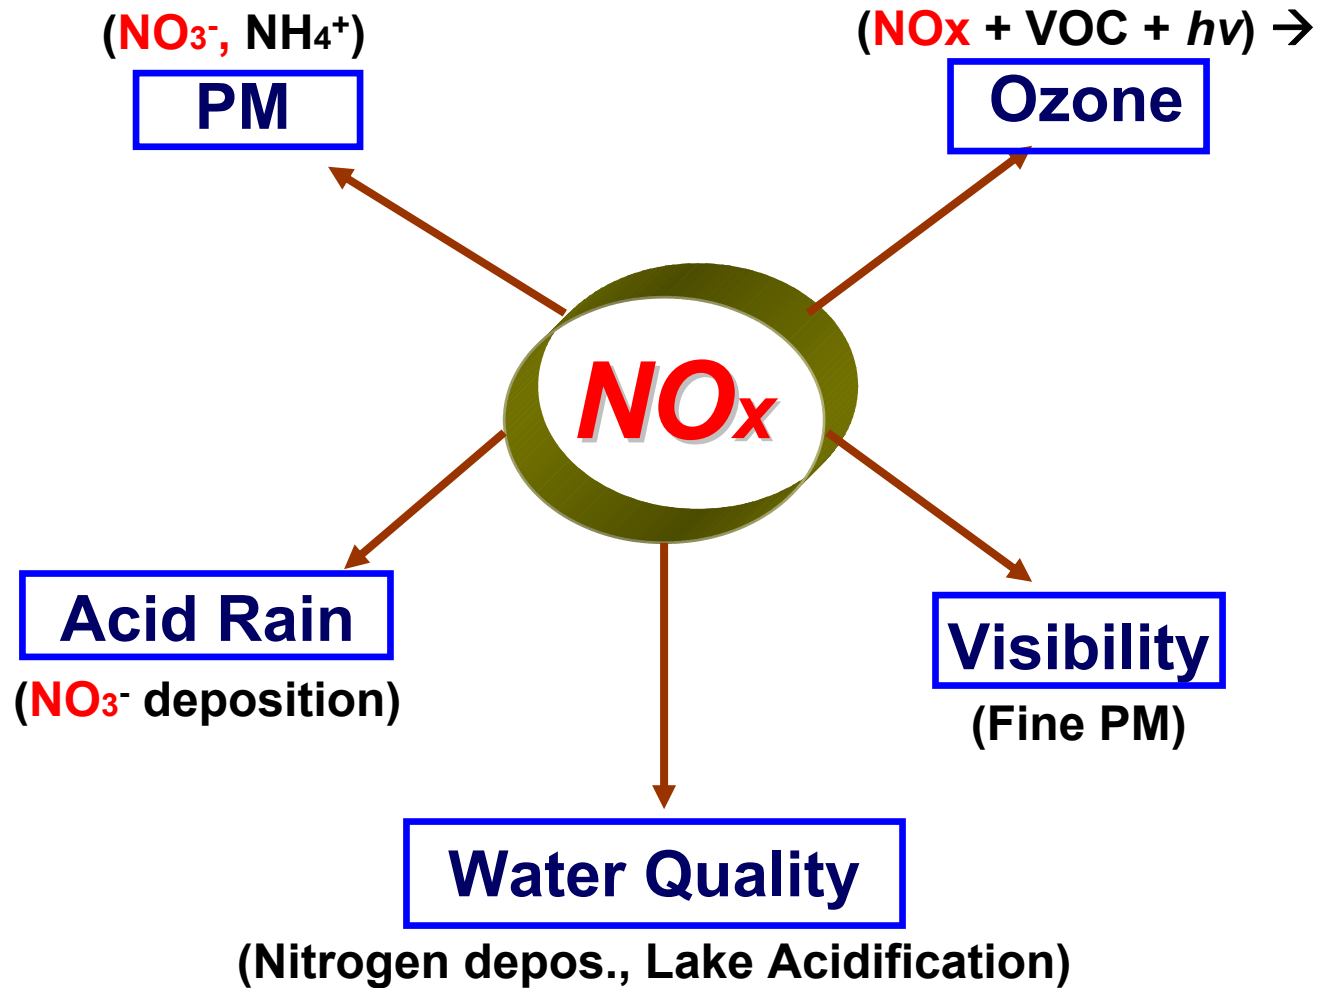 (NO₃⁻, NH₄⁺)
PM
(NOx + VOC + hv) →
Ozone
NOx
Acid Rain
(NO₃⁻ deposition)
Visibility
(Fine PM)
Water Quality
(Nitrogen depos., Lake Acidification)